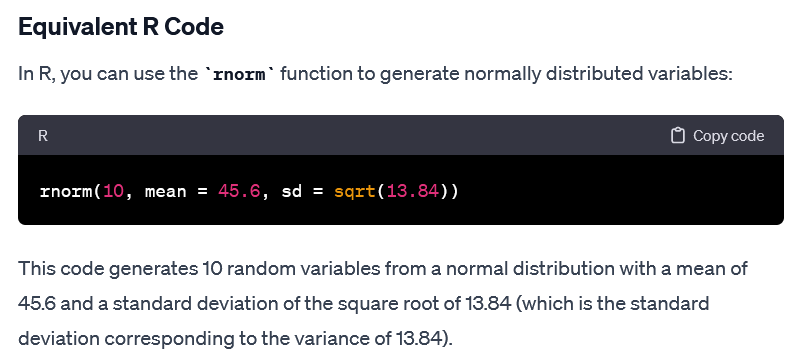 Equivalent R Code
In R, you can use the `rnorm` function to generate normally distributed variables:
R
Copy code
rnorm(10, mean = 45.6, sd = sqrt(13.84))
This code generates 10 random variables from a normal distribution with a mean of
45.6 and a standard deviation of the square root of 13.84 (which is the standard
deviation corresponding to the variance of 13.84).